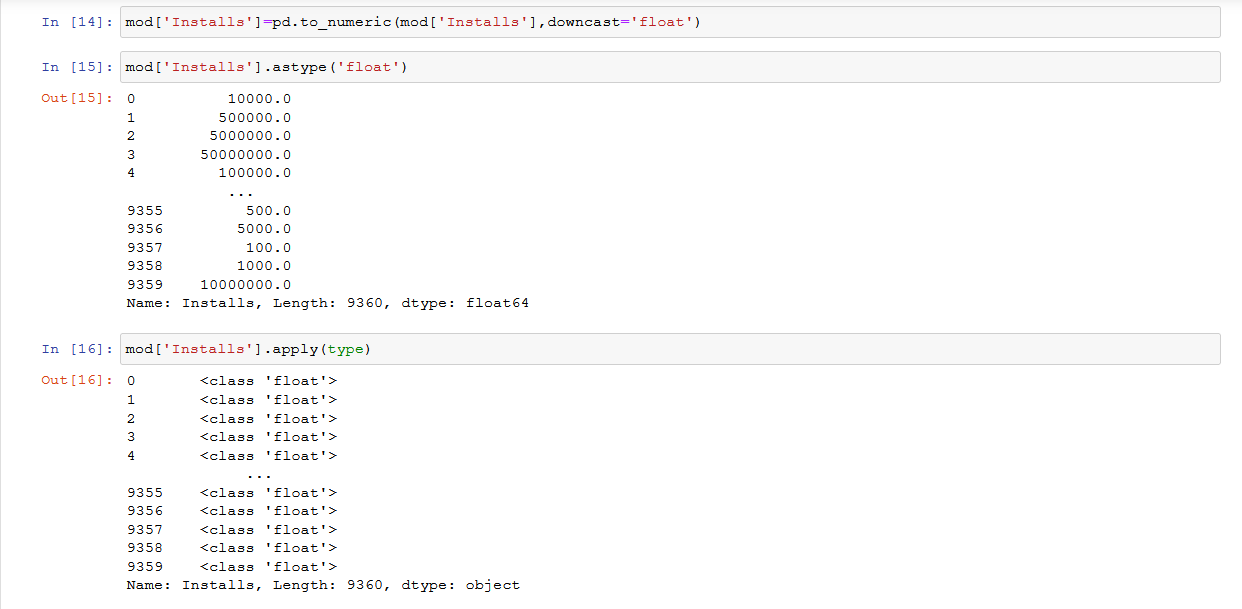 In [14]: mod['Installs']=pd.to_numeric(mod['Installs'],downcast='float')
In [15]: mod['Installs'].astype('float')
Out[15]: 0          10000.0
1         500000.0
2        5000000.0
3       50000000.0
4         100000.0
...
9355         500.0
9356        5000.0
9357         100.0
9358        1000.0
9359    10000000.0
Name: Installs, Length: 9360, dtype: float64
In [16]: mod['Installs'].apply(type)
Out[16]: 0       <class 'float'>
1       <class 'float'>
2       <class 'float'>
3       <class 'float'>
4       <class 'float'>
...
9355    <class 'float'>
9356    <class 'float'>
9357    <class 'float'>
9358    <class 'float'>
9359    <class 'float'>
Name: Installs, Length: 9360, dtype: object